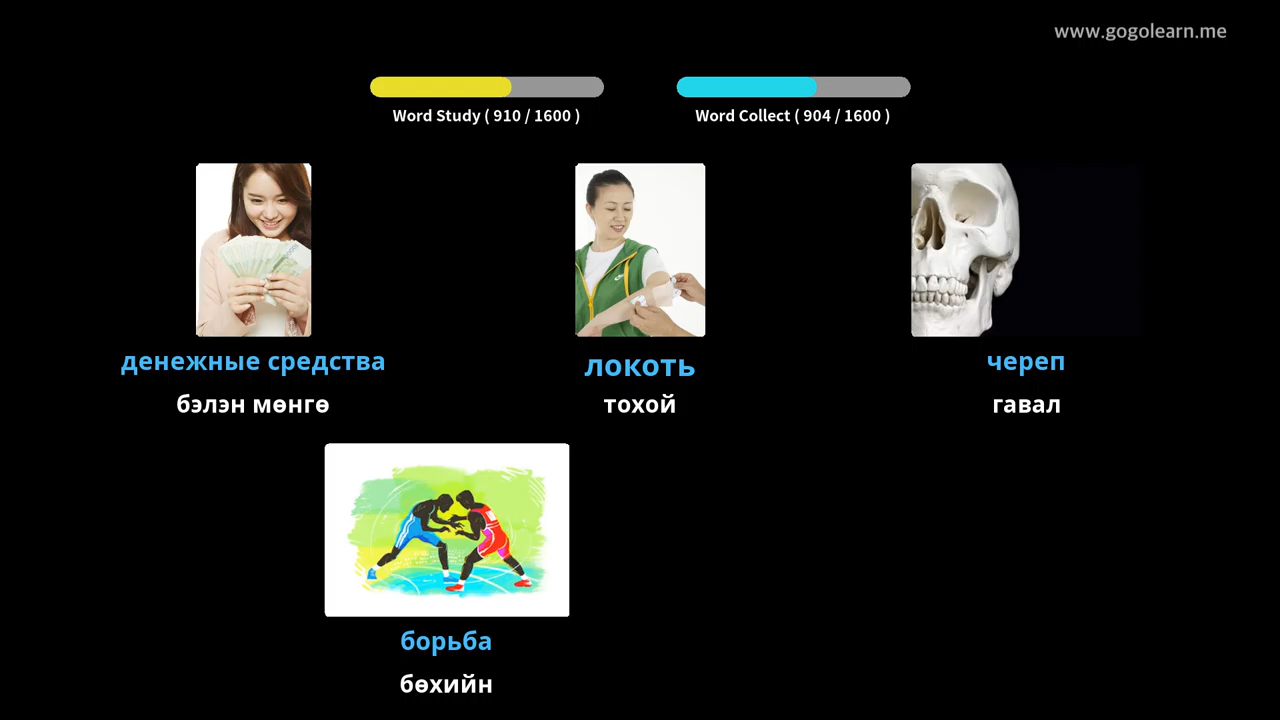 www.gogolearn.me
Word Study ( 910 / 1600 )
Word Collect ( 904 / 1600 )
денежные средства
бэлэн мөнгө
локоть
тохой
череп
гавал
борьба
бөхийн